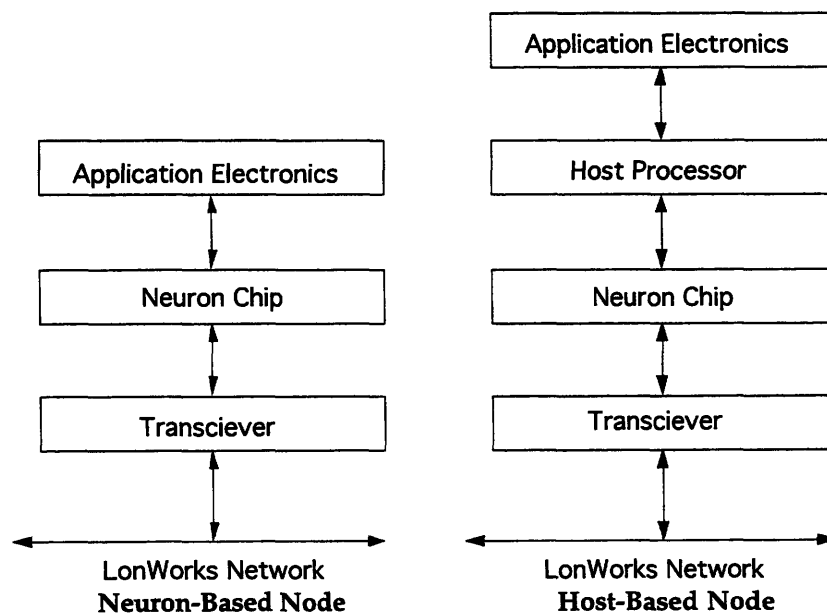 Application Electronics
Neuron Chip
Transciever
LonWorks Network
Neuron-Based Node
Application Electronics
Host Processor
Neuron Chip
Transciever
LonWorks Network
Host-Based Node